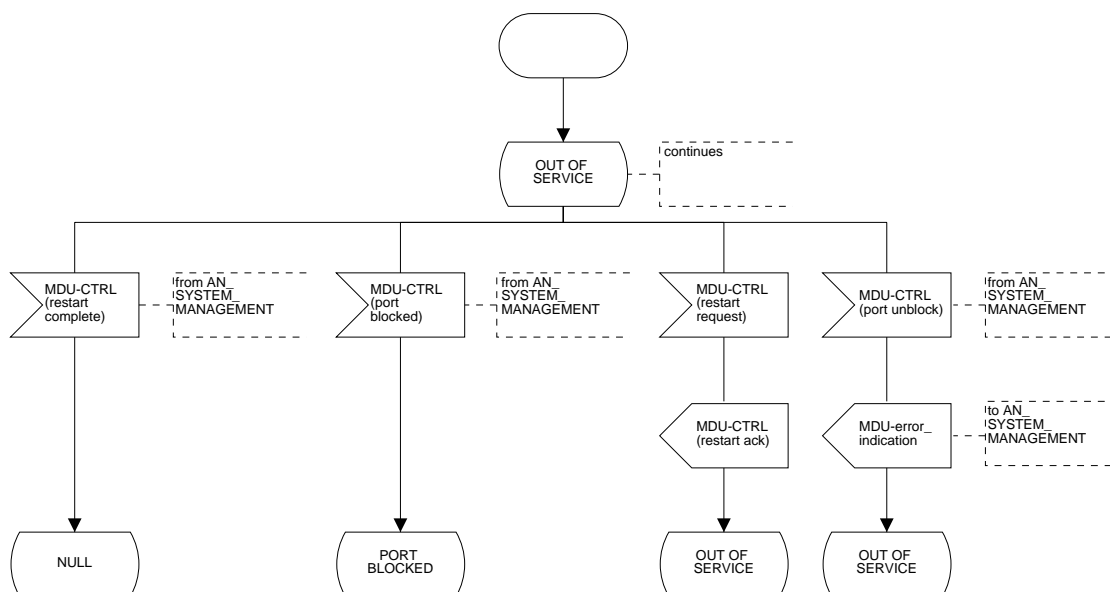 OUT OF
SERVICE
continues
MDU-CTRL
(restart
complete)
from AN_
SYSTEM_
MANAGEMENT
MDU-CTRL
(port
blocked)
from AN_
SYSTEM_
MANAGEMENT
MDU-CTRL
(restart
request)
MDU-CTRL
(port unblock)
from AN_
SYSTEM_
MANAGEMENT
MDU-CTRL
(restart ack)
MDU-error_
indication
to AN_
SYSTEM_
MANAGEMENT
NULL
PORT
BLOCKED
OUT OF
SERVICE
OUT OF
SERVICE